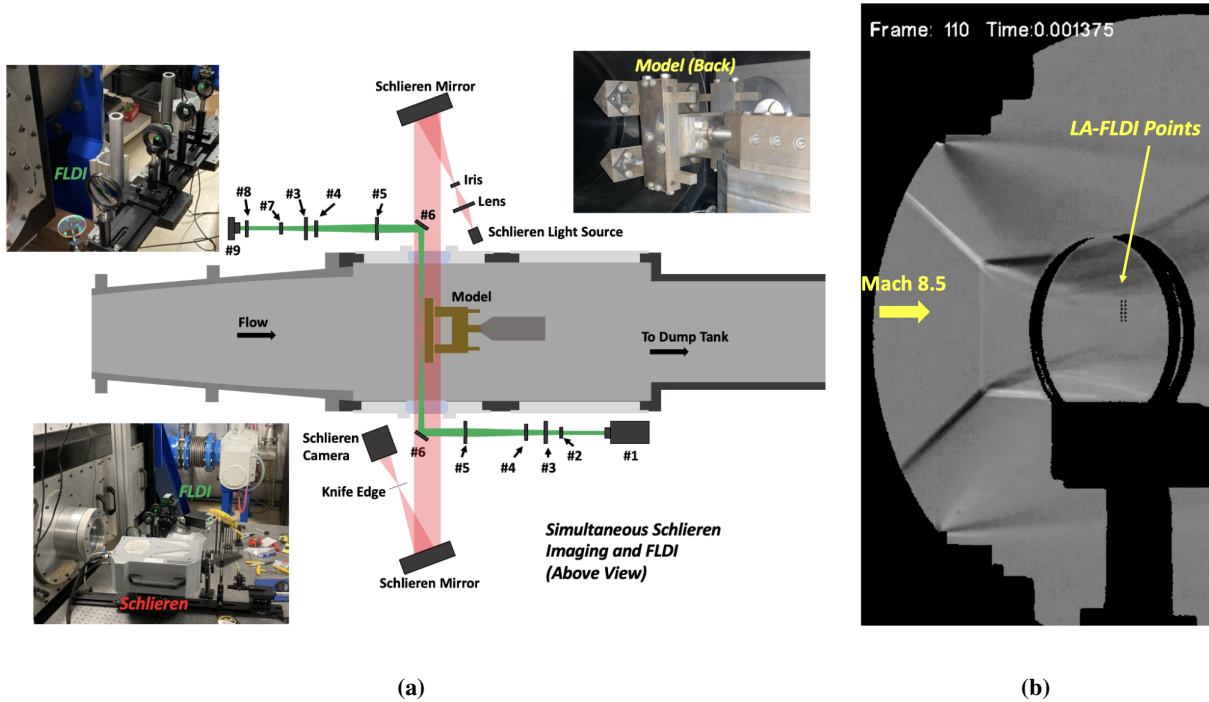 FLDI
Schlieren Mirror
Model (Back)
Iris
Lens
Schlieren Light Source
#8
#7
#3
#4
#5
#6
#9
Model
Flow
To Dump Tank
Schlieren
Camera
#6
#5
#4
#3
#2
#1
Knife Edge
FLDI
Schlieren
Schlieren Mirror
Simultaneous Schlieren
Imaging and FLDI
(Above View)
(a)
Frame: 110 Time:0.001375
LA-FLDI Points
Mach 8.5
(b)